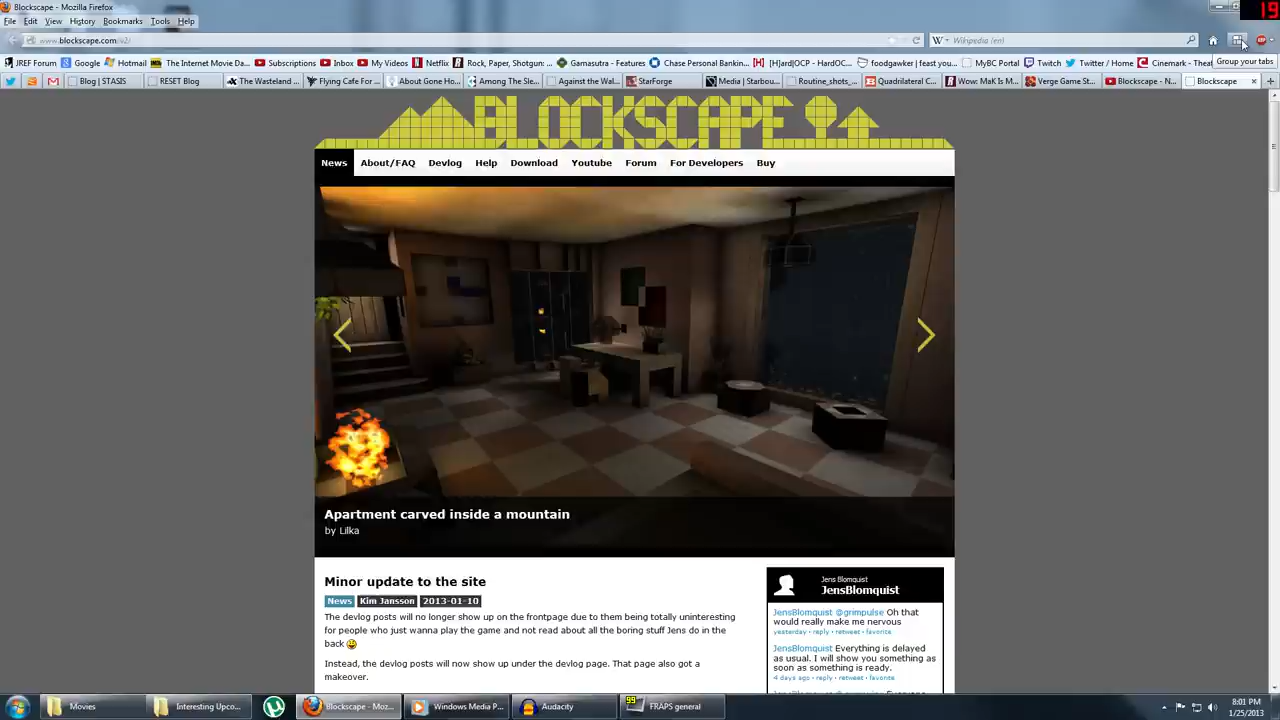 Blockscape - Mozilla Firefox
19
File Edit View History Bookmarks Tools Help
www.blockscape.com/v2/
Wikipedia (en)
Group your tabs
JREF Forum Google Hotmail The Internet Movie Da... Subscriptions Inbox My Videos Netflix Rock, Paper, Shotgun:... Gamasutra - Features Chase Personal Bankin... [H]ard|OCP - HardOC... foodgawker | feast you... MyBC Portal Twitch Twitter / Home Cinemark - Thea
Blog | STASIS RESET Blog The Wasteland ... Flying Cafe For ... About Gone Ho... Among The Sle... Against the Wal... StarForge Media | Starbou... Routine_shots_... Quadrilateral C... Wow: MaK Is M... Verge Game St... Blockscape - N... Blockscape
BLOCKSCAPE
News About/FAQ Devlog Help Download Youtube Forum For Developers Buy
Apartment carved inside a mountain
by Lilka
Minor update to the site
News Kim Jansson 2013-01-10
The devlog posts will no longer show up on the frontpage due to them being totally uninteresting
for people who just wanna play the game and not read about all the boring stuff Jens do in the
back
Instead, the devlog posts will now show up under the devlog page. That page also got a
makeover.
Jens Blomquist
JensBlomquist
JensBlomquist @grimpulse Oh that
would really make me nervous
yesterday · reply · retweet · favorite
JensBlomquist Everything is delayed
as usual. I will show you something as
soon as something is ready.
4 days ago · reply · retweet · favorite
Movies Interesting Upco... Blockscape - Moz... Windows Media P... Audacity 99 FRAPS general
8:01 PM
1/25/2013